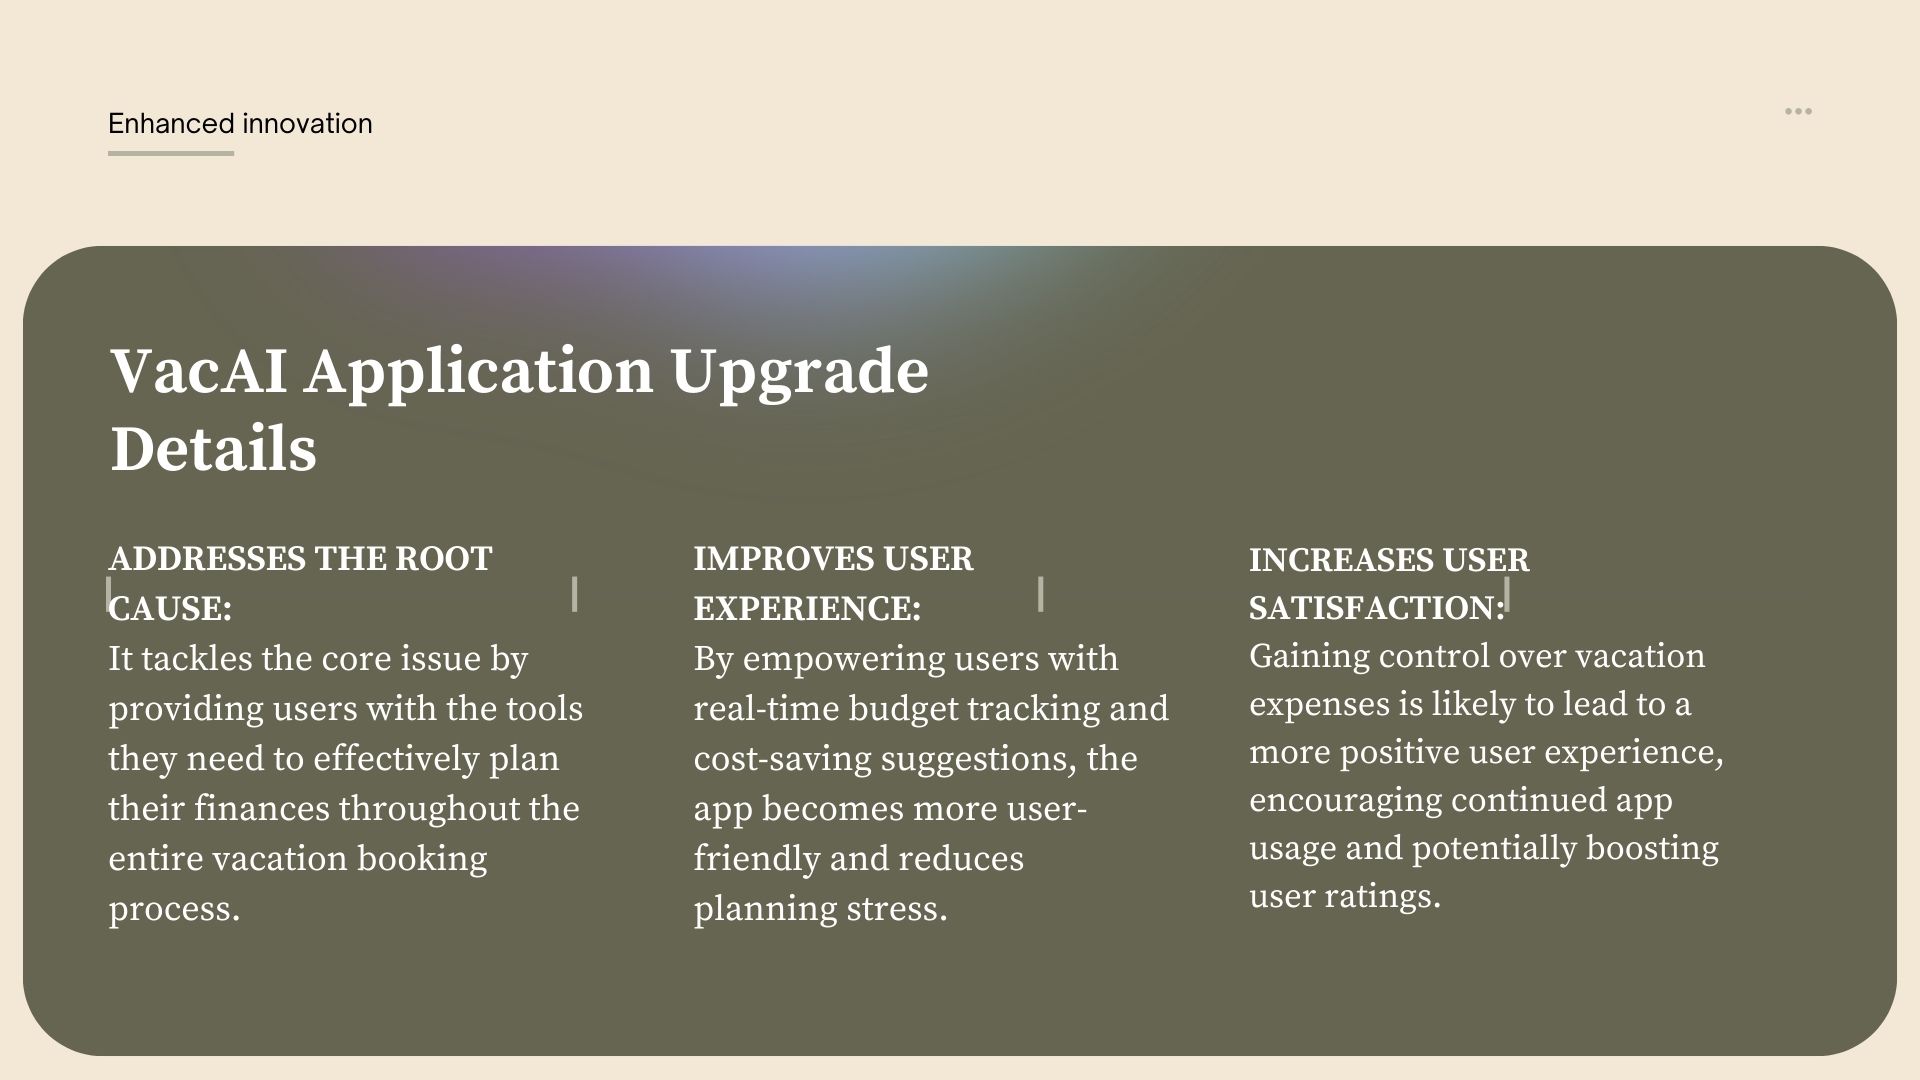 Enhanced innovation
VacAI Application Upgrade
Details
ADDRESSES THE ROOT
CAUSE:
It tackles the core issue by
providing users with the tools
they need to effectively plan
their finances throughout the
entire vacation booking
process.
IMPROVES USER
EXPERIENCE:
By empowering users with
real-time budget tracking and
cost-saving suggestions, the
app becomes more user-
friendly and reduces
planning stress.
INCREASES USER
SATISFACTION:
Gaining control over vacation
expenses is likely to lead to a
more positive user experience,
encouraging continued app
usage and potentially boosting
user ratings.